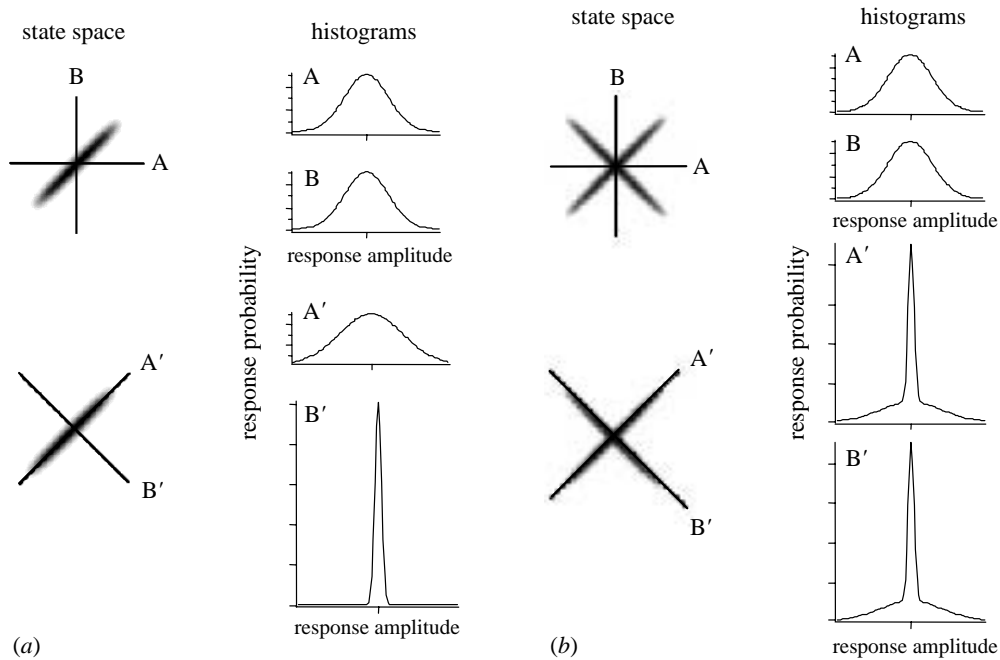 state space
histograms
B
A
A
B
response amplitude
response probability
A′
A′
B′
B′
response amplitude
(a)
state space
histograms
B
A
A
B
response amplitude
response probability
A′
A′
B′
B′
response amplitude
(b)